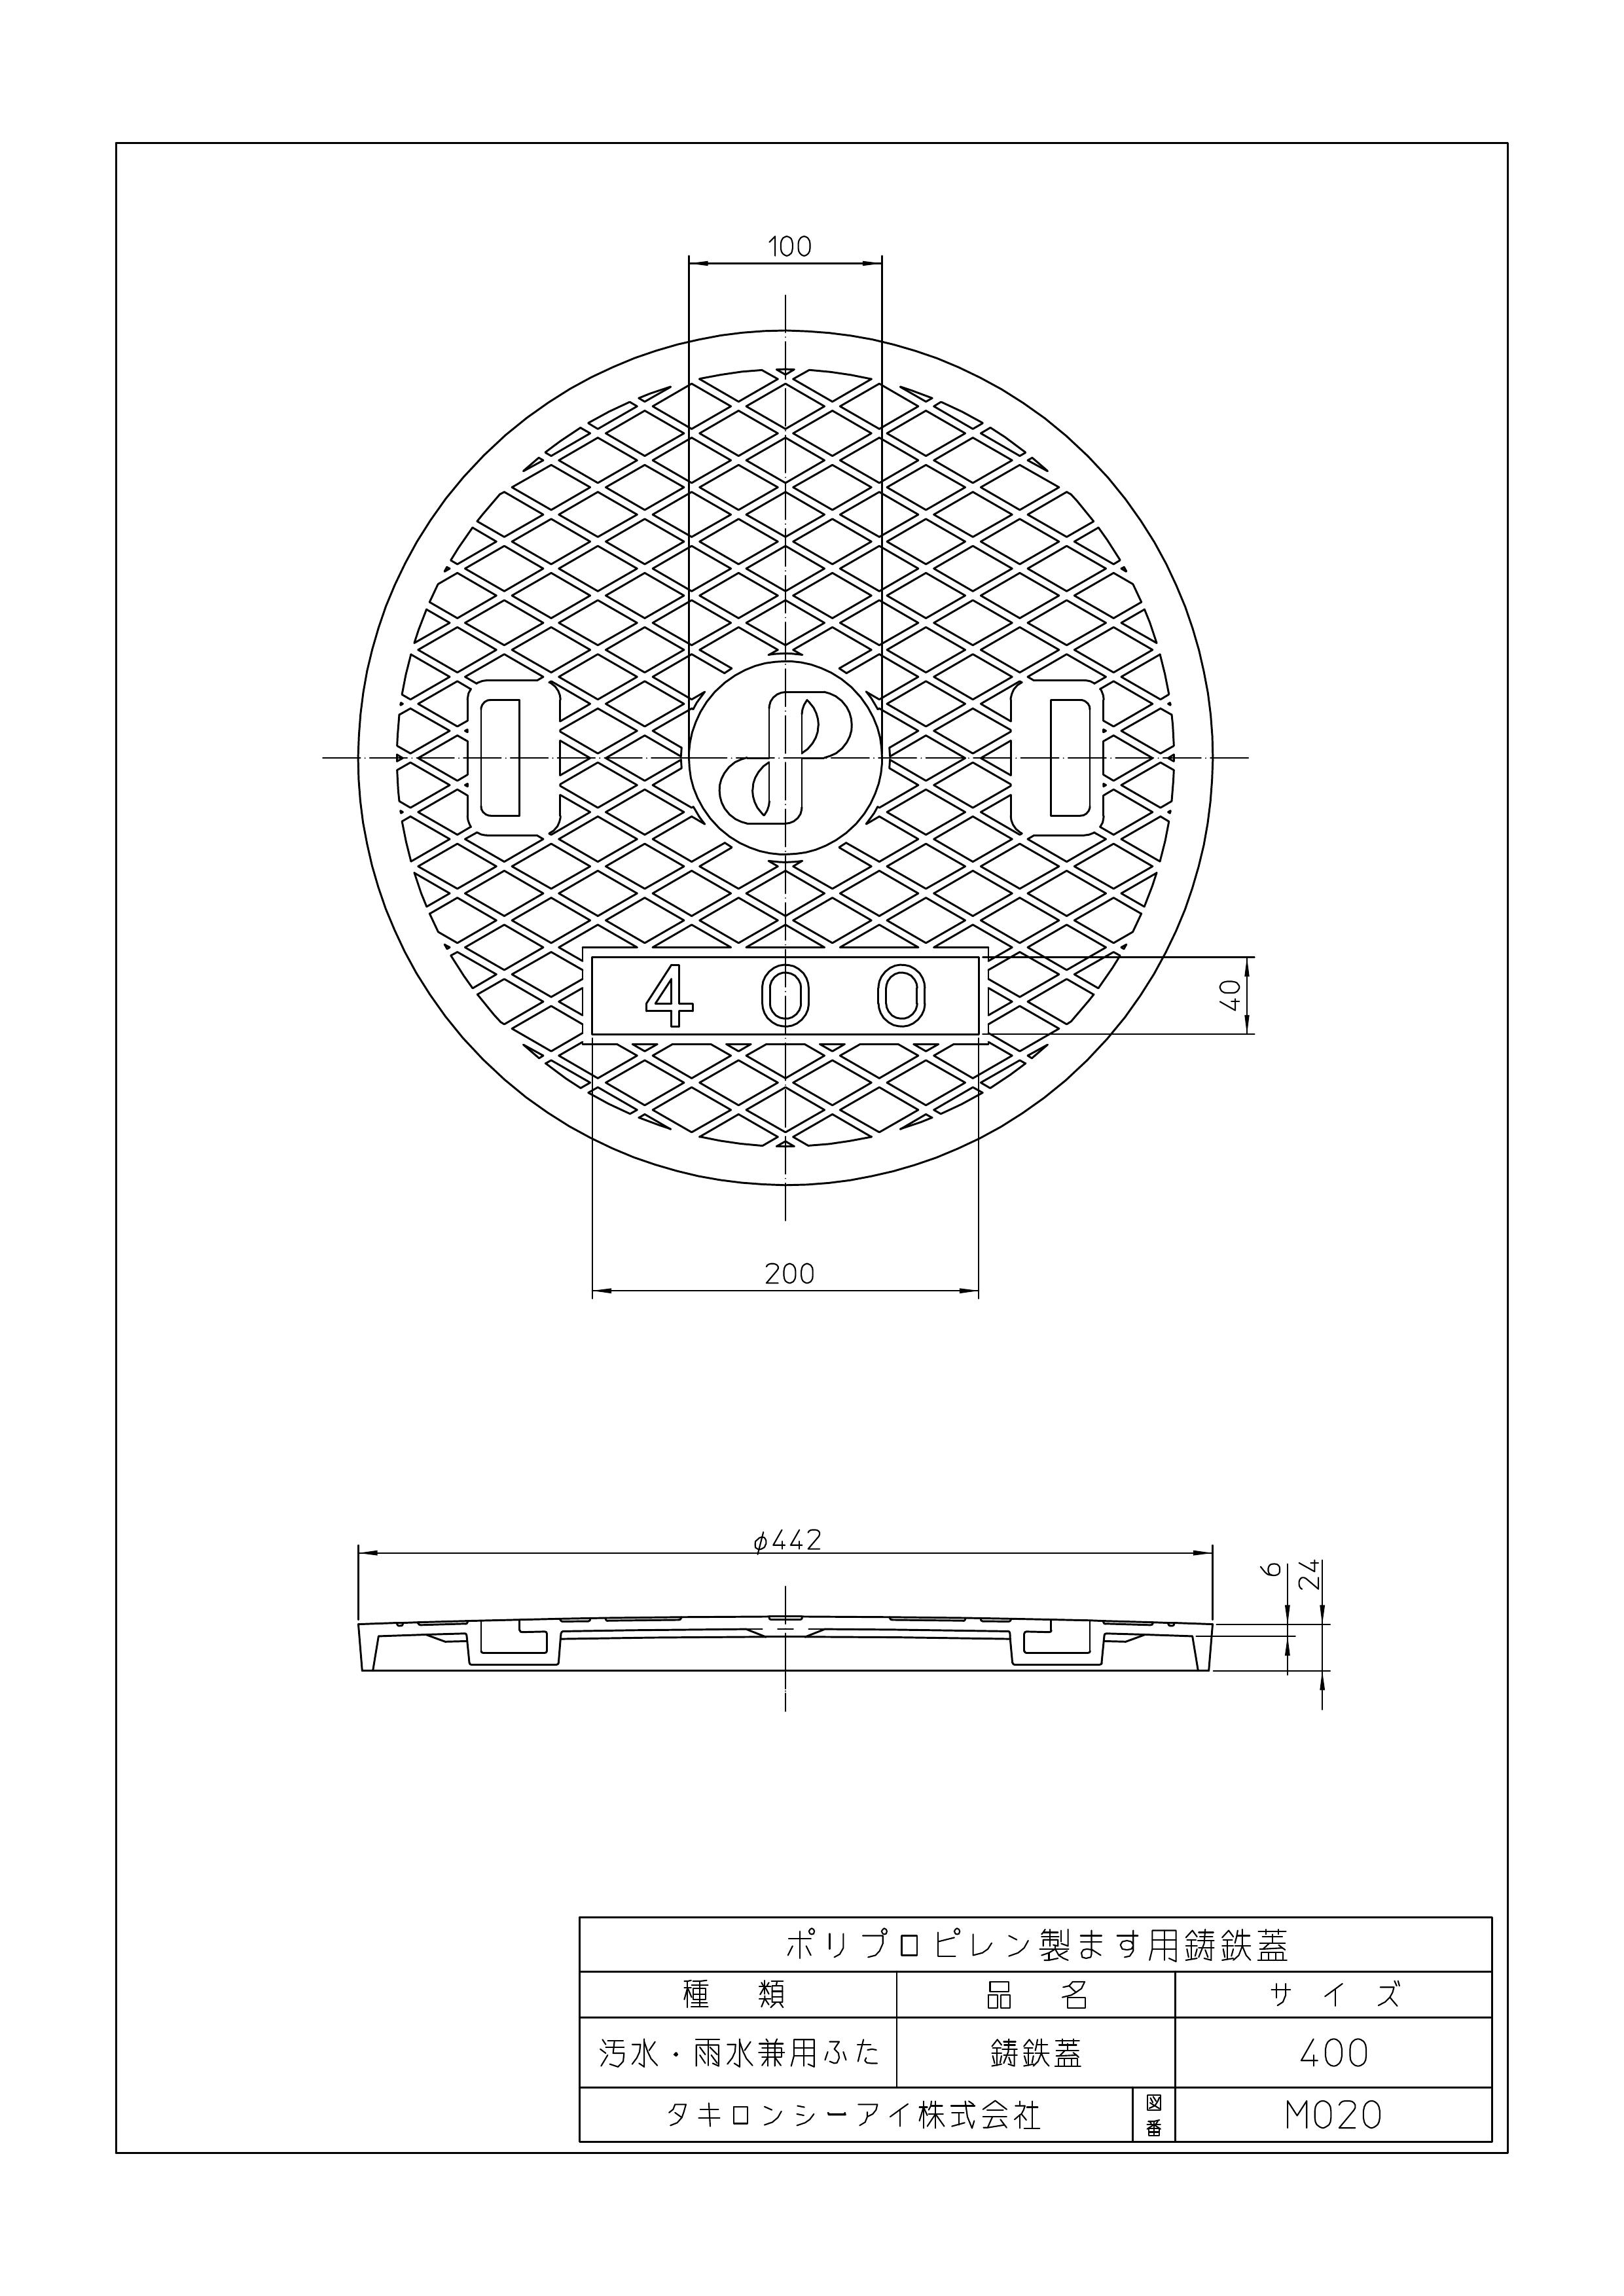 100
400
40
200
φ442
6
24
ポリプロピレン製ます用鋳鉄蓋
種 類 品 名 サ イ ズ
汚水・雨水兼用ふた 鋳鉄蓋 400
タキロンシーアイ株式会社 図番 M020